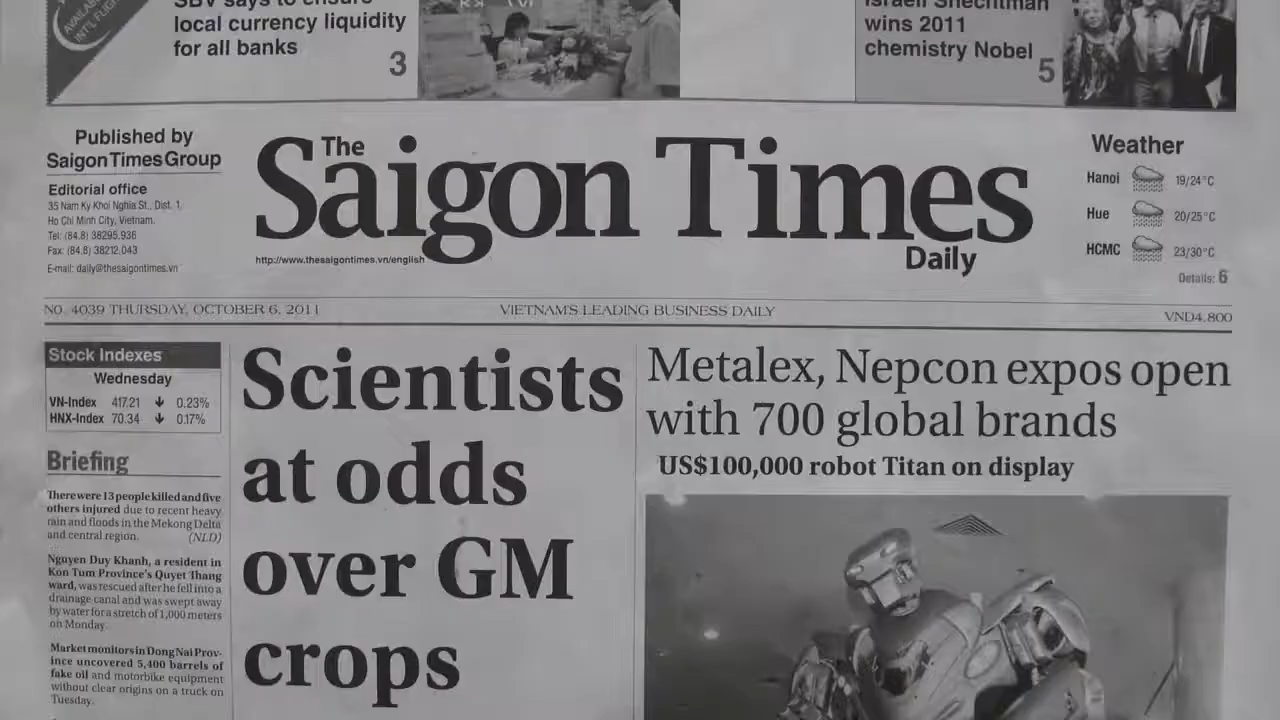 AVAILABLE
INT'L FLIGH
SBV says to ensure
local currency liquidity
for all banks
3
Israeli Shechtman
wins 2011
chemistry Nobel
5
Published by
Saigon Times Group
Editorial office
35 Nam Ky Khoi Nghia St., Dist. 1,
Ho Chi Minh City, Vietnam.
Tel: (84.8) 38295.936
Fax: (84.8) 38212.043
E-mail: daily@thesaigontimes.vn
The
Saigon Times
Daily
http://www.thesaigontimes.vn/english
Weather
Hanoi 19/24°C
Hue 20/25°C
HCMC 23/30°C
Details: 6
NO. 4039 THURSDAY, OCTOBER 6, 2011
VIETNAM'S LEADING BUSINESS DAILY
VND4,800
Stock Indexes
Wednesday
VN-Index 417.21 ↓ 0.23%
HNX-Index 70.34 ↓ 0.17%
Briefing
There were 13 people killed and five
others injured due to recent heavy
rain and floods in the Mekong Delta
and central region. (NLD)
Nguyen Duy Khanh, a resident in
Kon Tum Province's Quyet Thang
ward, was rescued after he fell into a
drainage canal and was swept away
by water for a stretch of 1,000 meters
on Monday.
Market monitors in Dong Nai Prov-
ince uncovered 5,400 barrels of
fake oil and motorbike equipment
without clear origins on a truck on
Tuesday.
Scientists
at odds
over GM
crops
Metalex, Nepcon expos open
with 700 global brands
US$100,000 robot Titan on display